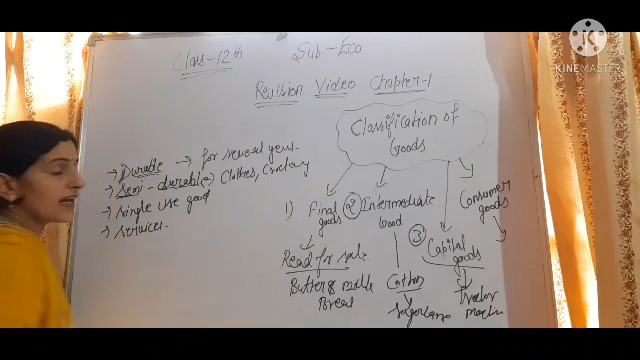 Class-12th Sub-Eco
Revision Video Chapter-1
Classification of
Goods
→ Durable → for several years
→ Semi-durable → Clothes, Crockery
→ Single use good
→ Services.
1) Final
goods
2 Intermediate
Good
3 Capital
goods
Consumer
goods
Read for sale
Butter & milk
Bread
Cotton
Sugarcane
Tractor
KINEMASTER